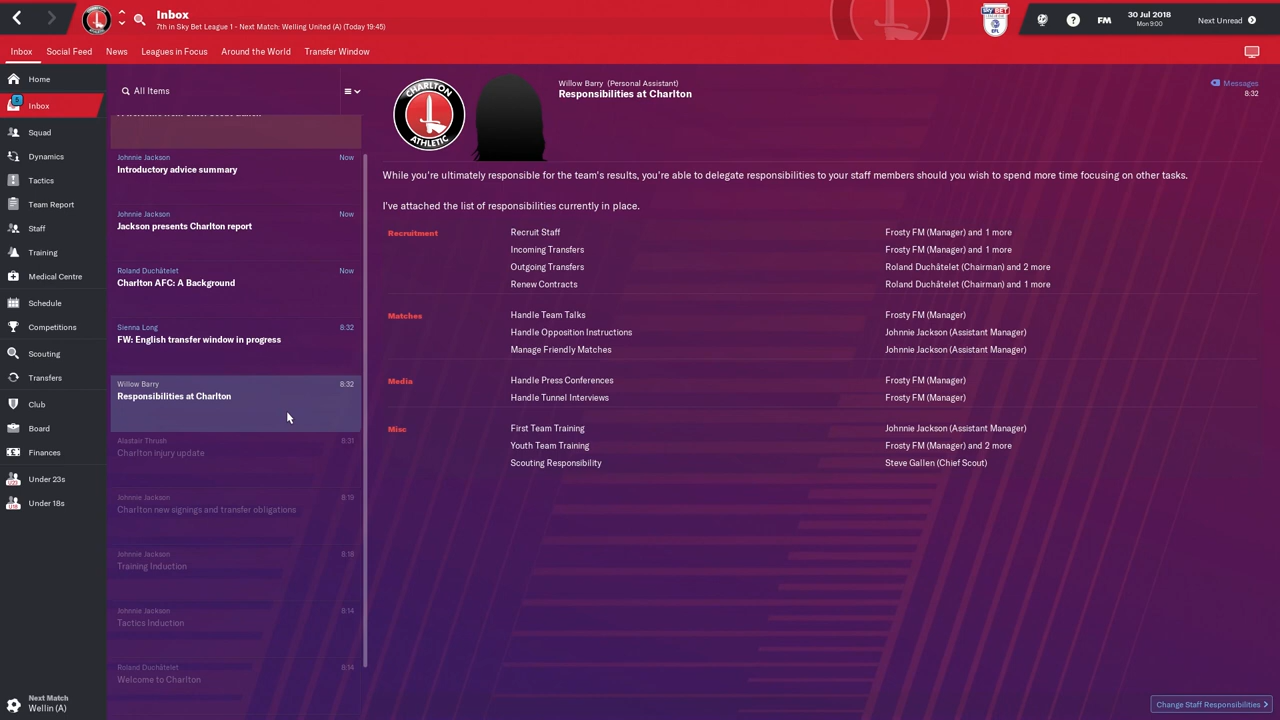 Inbox
7th in Sky Bet League 1 - Next Match: Welling United (A) (Today 19:45)
SKY BET
EFL
FM
30 Jul 2018
Mon 9:00
Next Unread
Inbox Social Feed News Leagues in Focus Around the World Transfer Window
Home
5
Inbox
Squad
Dynamics
Tactics
Team Report
Staff
Training
Medical Centre
Schedule
Competitions
Scouting
Transfers
Club
Board
Finances
Under 23s
U18
Under 18s
Next Match
Wellin (A)
All Items
Johnnie Jackson Now
Introductory advice summary
Johnnie Jackson Now
Jackson presents Charlton report
Roland Duchâtelet Now
Charlton AFC: A Background
Sienna Long 8:32
FW: English transfer window in progress
Willow Barry 8:32
Responsibilities at Charlton
Alastair Thrush 8:31
Charlton injury update
Johnnie Jackson 8:19
Charlton new signings and transfer obligations
Johnnie Jackson 8:18
Training Induction
Johnnie Jackson 8:14
Tactics Induction
Roland Duchâtelet 8:14
Welcome to Charlton
CHARLTON
ATHLETIC
Willow Barry (Personal Assistant)
Responsibilities at Charlton
Messages
8:32
While you're ultimately responsible for the team's results, you're able to delegate responsibilities to your staff members should you wish to spend more time focusing on other tasks.
I've attached the list of responsibilities currently in place.
Recruitment Recruit Staff Frosty FM (Manager) and 1 more
Incoming Transfers Frosty FM (Manager) and 1 more
Outgoing Transfers Roland Duchâtelet (Chairman) and 2 more
Renew Contracts Roland Duchâtelet (Chairman) and 1 more
Matches Handle Team Talks Frosty FM (Manager)
Handle Opposition Instructions Johnnie Jackson (Assistant Manager)
Manage Friendly Matches Johnnie Jackson (Assistant Manager)
Media Handle Press Conferences Frosty FM (Manager)
Handle Tunnel Interviews Frosty FM (Manager)
Misc First Team Training Johnnie Jackson (Assistant Manager)
Youth Team Training Frosty FM (Manager) and 2 more
Scouting Responsibility Steve Gallen (Chief Scout)
Change Staff Responsibilities